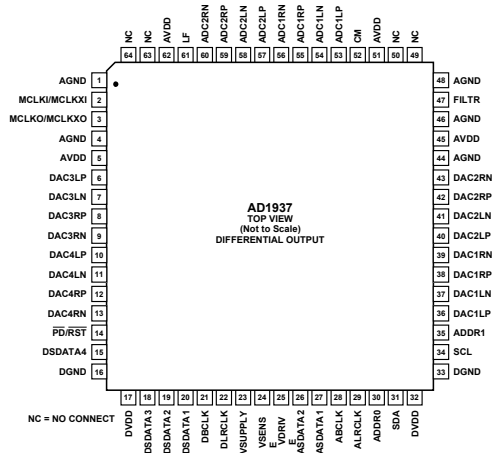 NC
NC
AVDD
LF
ADC2RN
ADC2RP
ADC2LN
ADC2LP
ADC1RN
ADC1RP
ADC1LN
ADC1LP
CM
AVDD
NC
NC
64 63 62 61 60 59 58 57 56 55 54 53 52 51 50 49
AGND 1
MCLKI/MCLKXI 2
MCLKO/MCLKXO 3
AGND 4
AVDD 5
DAC3LP 6
DAC3LN 7
DAC3RP 8
DAC3RN 9
DAC4LP 10
DAC4LN 11
DAC4RP 12
DAC4RN 13
PD/RST 14
DSDATA4 15
DGND 16
AD1937
TOP VIEW
(Not to Scale)
DIFFERENTIAL OUTPUT
48 AGND
47 FILTR
46 AGND
45 AVDD
44 AGND
43 DAC2RN
42 DAC2RP
41 DAC2LN
40 DAC2LP
39 DAC1RN
38 DAC1RP
37 DAC1LN
36 DAC1LP
35 ADDR1
34 SCL
33 DGND
17 18 19 20 21 22 23 24 25 26 27 28 29 30 31 32
DVDD
DSDATA3
DSDATA2
DSDATA1
DBCLK
DLRCLK
VSUPPLY
VSENS
E
VDRIV
E
ASDATA2
ASDATA1
ABCLK
ALRCLK
ADDR0
SDA
DVDD
NC = NO CONNECT